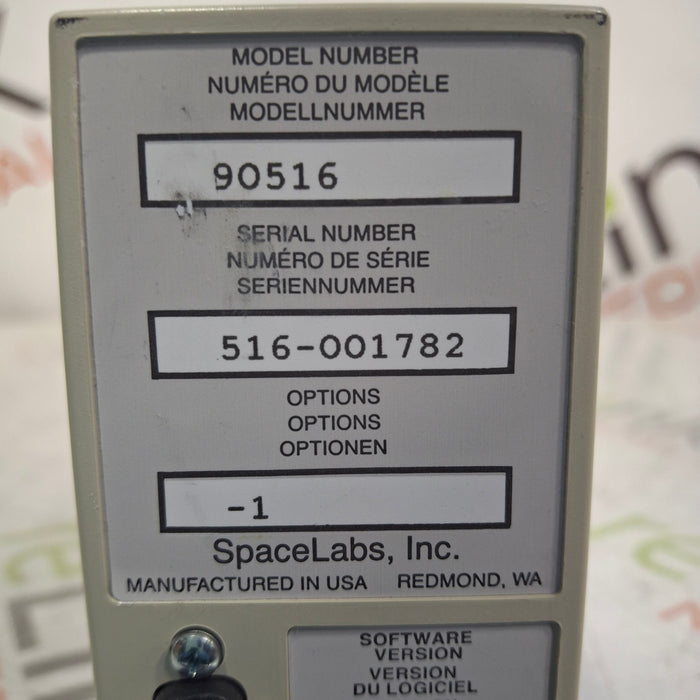 MODEL NUMBER
NUMÉRO DU MODÈLE
MODELLNUMMER
90516
SERIAL NUMBER
NUMÉRO DE SÉRIE
SERIENNUMMER
516-001782
OPTIONS
OPTIONS
OPTIONEN
-1
SpaceLabs, Inc.
MANUFACTURED IN USA REDMOND, WA
SOFTWARE
VERSION
VERSION
DU LOGICIEL